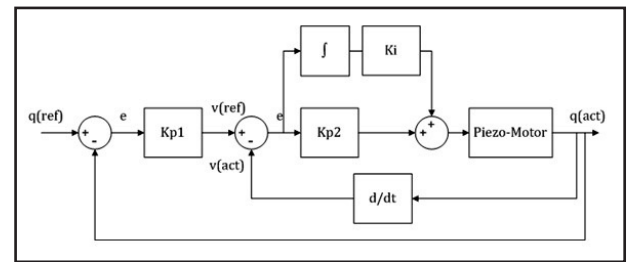 ∫
Ki
q(ref)
e
v(ref)
e
q(act)
+
-
Kp1
+
-
Kp2
+
+
Piezo-Motor
v(act)
d/dt